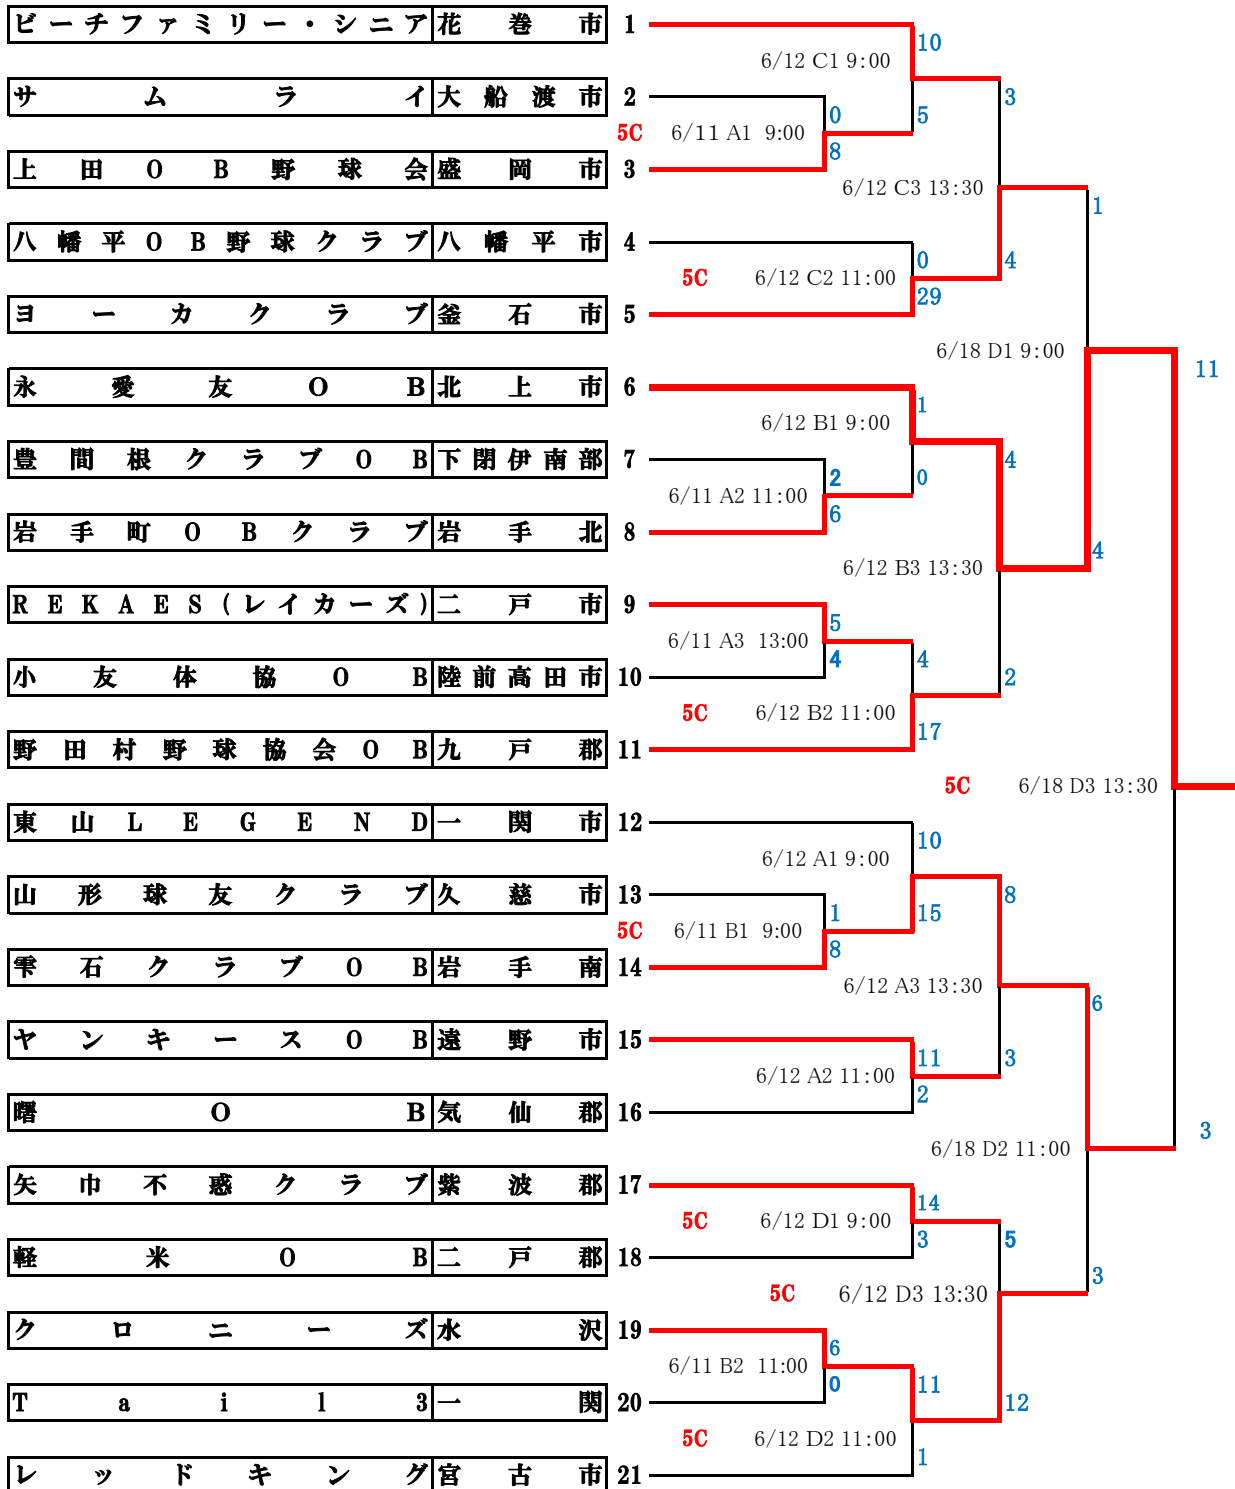 ビーチファミリー・シニア 花巻市 1
10
6/12 C1 9:00
サムライ 大船渡市 2
3
0
5
5C 6/11 A1 9:00
8
上田OB野球会 盛岡市 3
6/12 C3 13:30
1
八幡平OB野球クラブ 八幡平市 4
0
4
5C 6/12 C2 11:00
29
ヨーカクラブ 釜石市 5
6/18 D1 9:00
11
永愛友OB 北上市 6
1
6/12 B1 9:00
豊間根クラブOB 下閉伊南部 7
4
2
0
6/11 A2 11:00
6
岩手町OBクラブ 岩手北 8
4
6/12 B3 13:30
REKAES(レイカーズ) 二戸市 9
5
6/11 A3 13:00
4
4
小友体協OB 陸前高田市 10
2
5C 6/12 B2 11:00
17
野田村野球協会OB 九戸郡 11
5C 6/18 D3 13:30
東山LEGEND 一関市 12
10
6/12 A1 9:00
山形球友クラブ 久慈市 13
8
1
15
5C 6/11 B1 9:00
8
雫石クラブOB 岩手南 14
6/12 A3 13:30
6
ヤンキースOB 遠野市 15
11
3
6/12 A2 11:00
2
曙OB 気仙郡 16
3
6/18 D2 11:00
矢巾不惑クラブ 紫波郡 17
14
5C 6/12 D1 9:00
3
5
軽米OB 二戸郡 18
3
5C 6/12 D3 13:30
クロニーズ 水沢 19
6
6/11 B2 11:00
0
11
Tail3 一関 20
12
5C 6/12 D2 11:00
1
レッドキング 宮古市 21